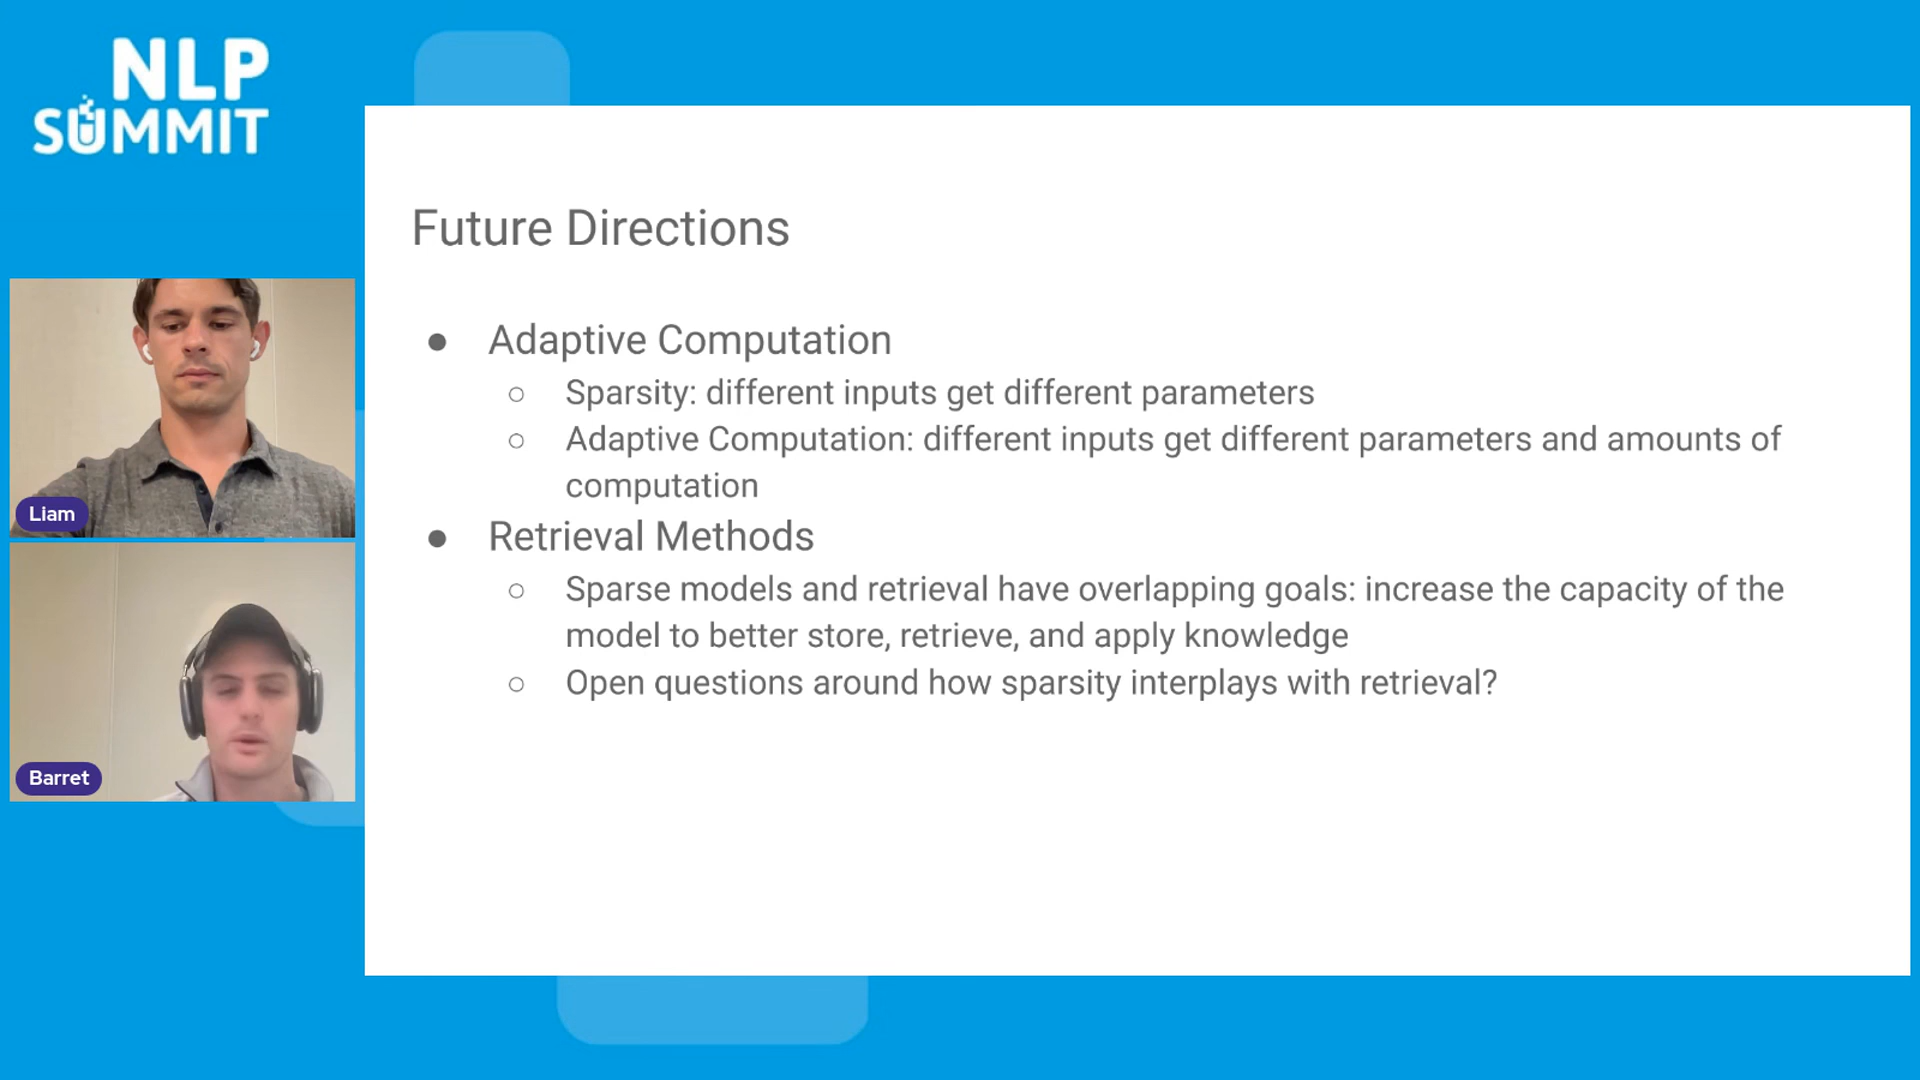 NLP
SUMMIT
Future Directions
● Adaptive Computation
○ Sparsity: different inputs get different parameters
○ Adaptive Computation: different inputs get different parameters and amounts of
computation
● Retrieval Methods
○ Sparse models and retrieval have overlapping goals: increase the capacity of the
model to better store, retrieve, and apply knowledge
○ Open questions around how sparsity interplays with retrieval?
Liam
Barret